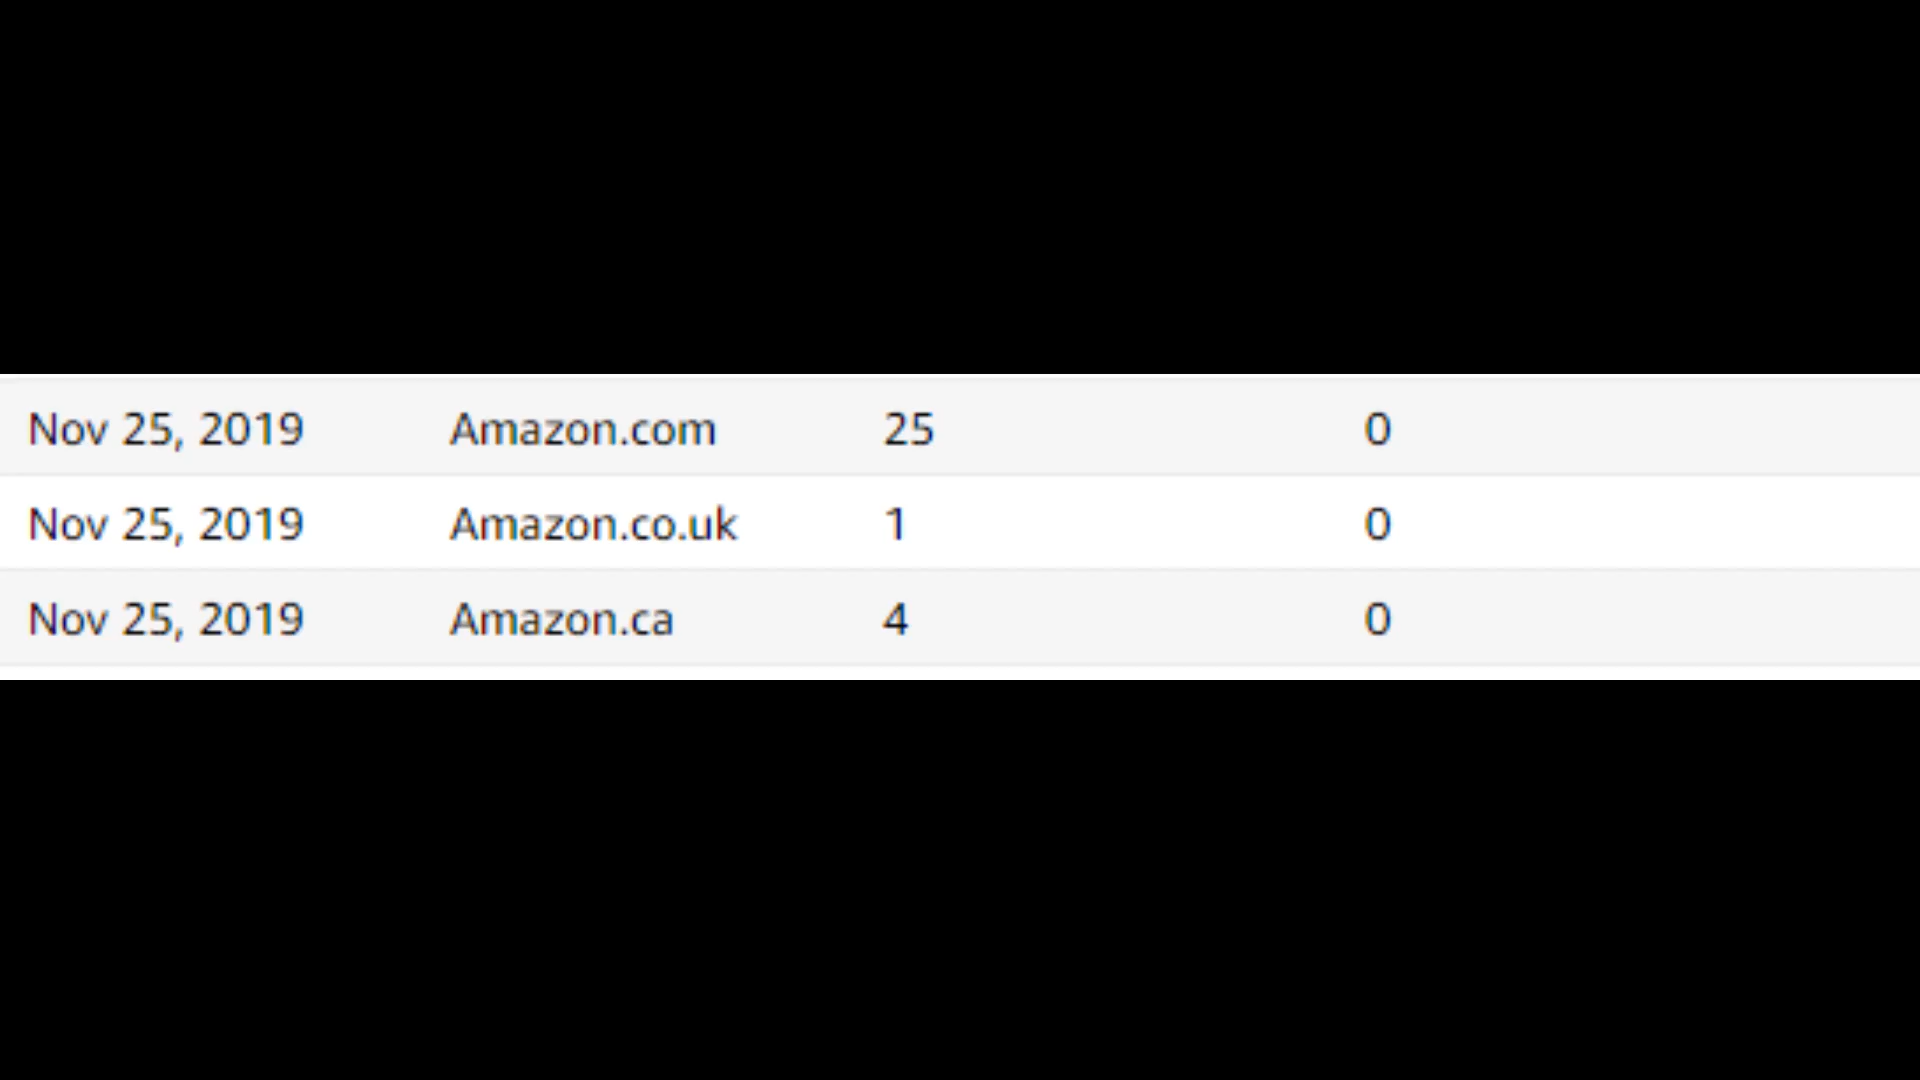 Nov 25, 2019 Amazon.com 25 0
Nov 25, 2019 Amazon.co.uk 1 0
Nov 25, 2019 Amazon.ca 4 0